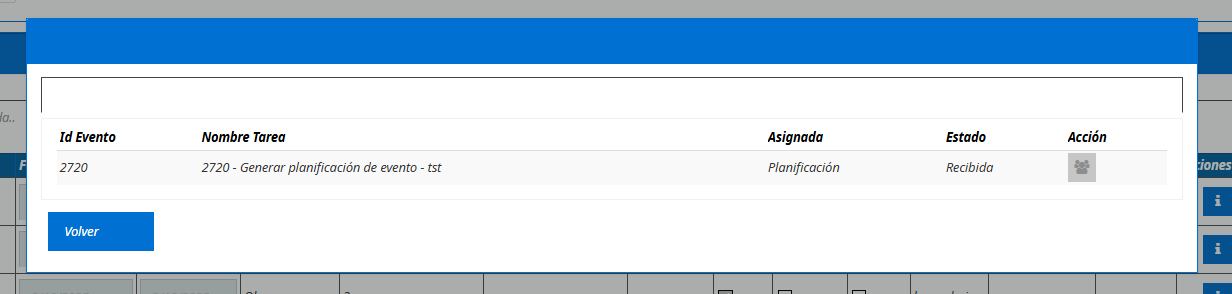 Id Evento Nombre Tarea Asignada Estado Acción
2720 2720 - Generar planificación de evento - tst Planificación Recibida
Volver